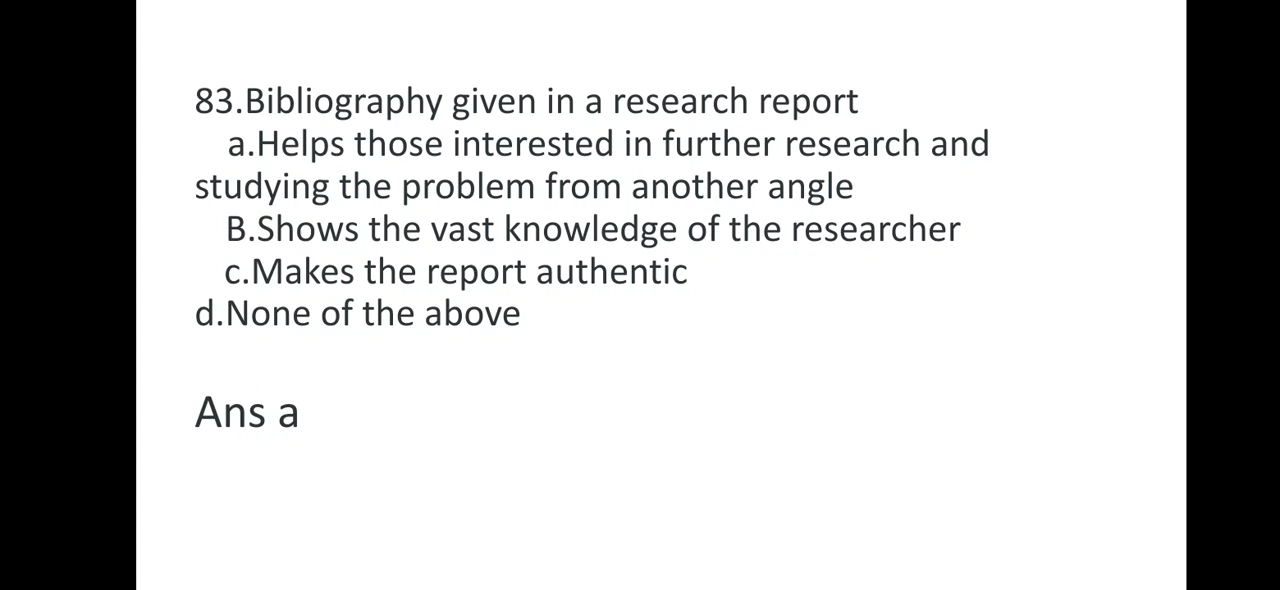 83.Bibliography given in a research report
a.Helps those interested in further research and
studying the problem from another angle
B.Shows the vast knowledge of the researcher
c.Makes the report authentic
d.None of the above
Ans a